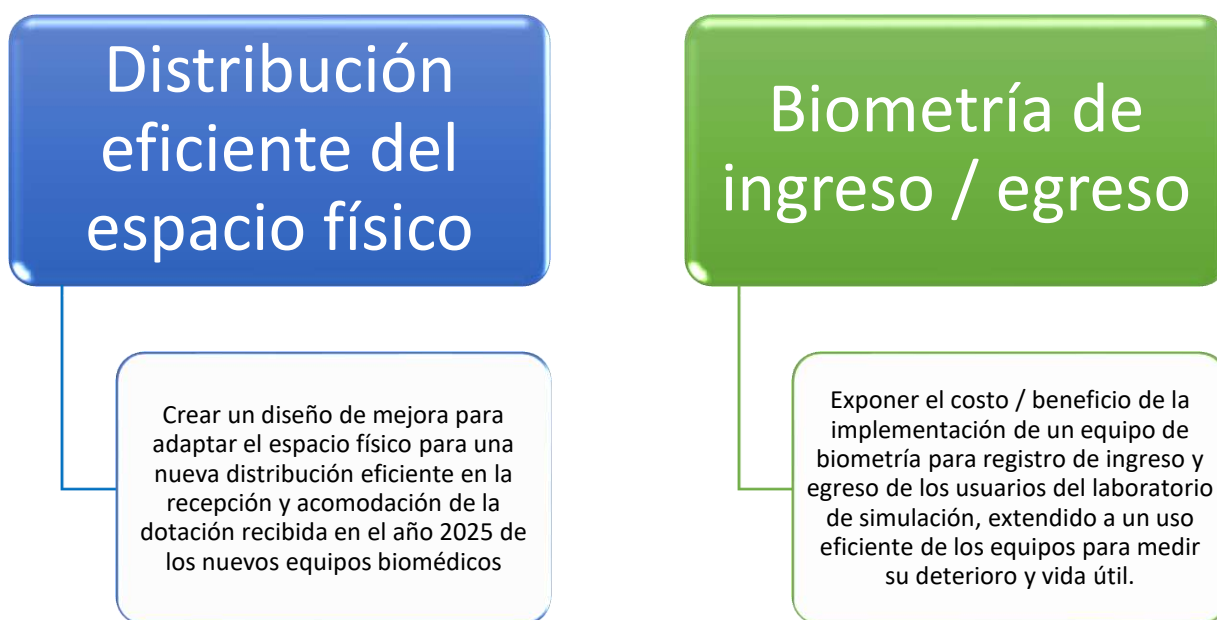 Distribución
eficiente del
espacio físico
Crear un diseño de mejora para
adaptar el espacio físico para una
nueva distribución eficiente en la
recepción y acomodación de la
dotación recibida en el año 2025 de
los nuevos equipos biomédicos
Biometría de
ingreso / egreso
Exponer el costo / beneficio de la
implementación de un equipo de
biometría para registro de ingreso y
egreso de los usuarios del laboratorio
de simulación, extendido a un uso
eficiente de los equipos para medir
su deterioro y vida útil.